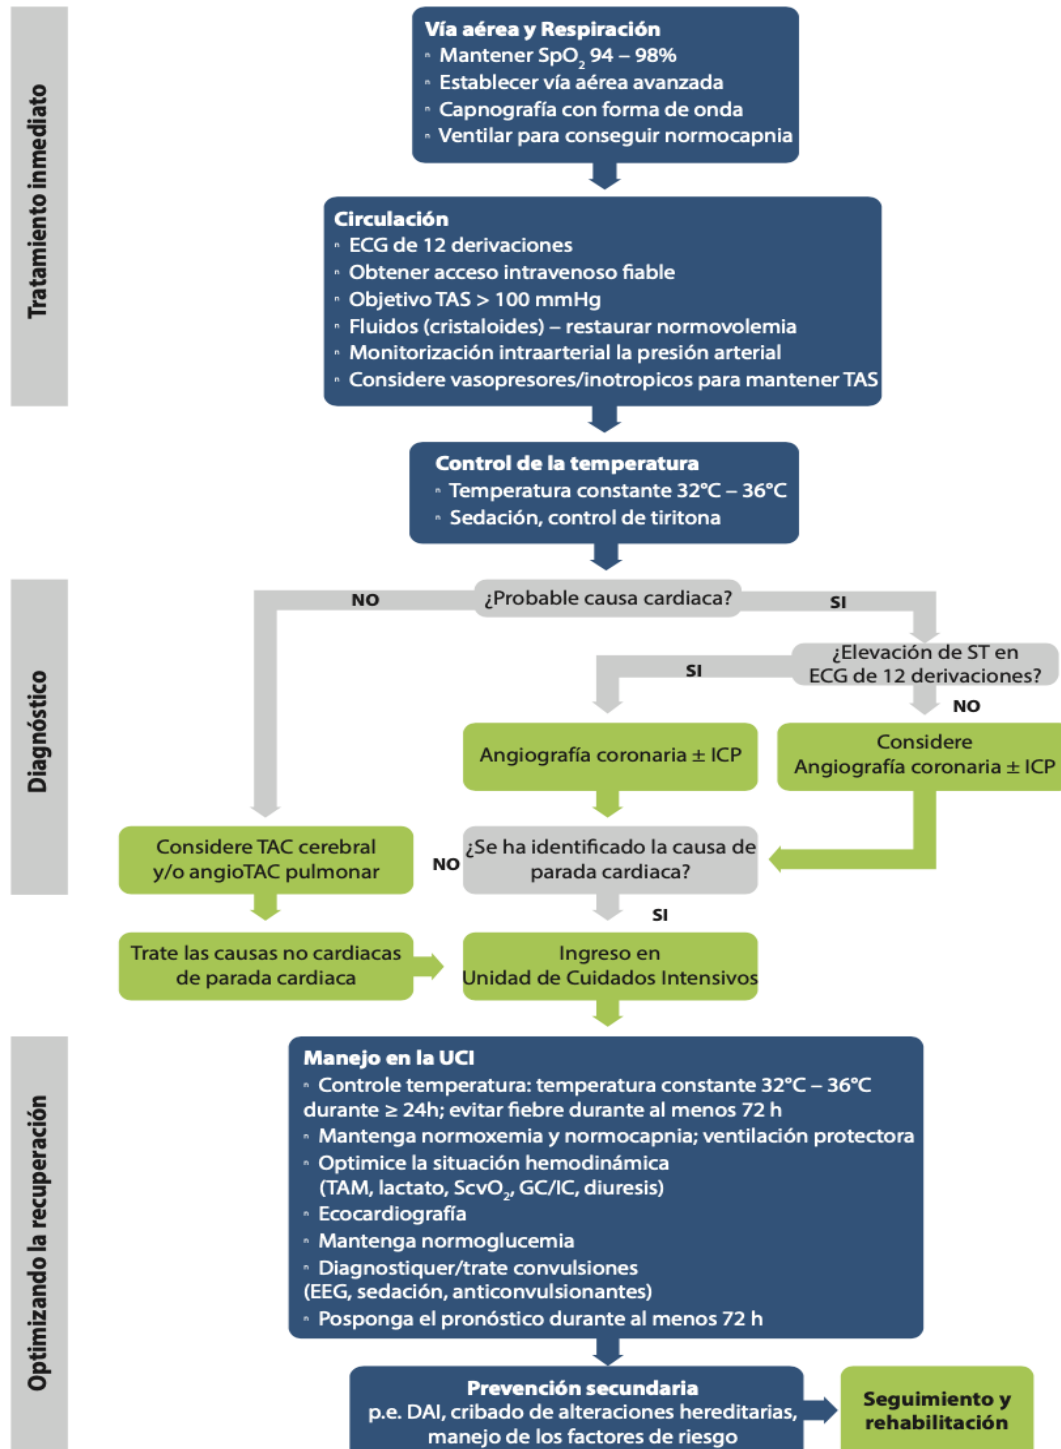 Tratamiento inmediato
Vía aérea y Respiración
▫ Mantener SpO₂ 94 – 98%
▫ Establecer vía aérea avanzada
▫ Capnografía con forma de onda
▫ Ventilar para conseguir normocapnia
Circulación
▫ ECG de 12 derivaciones
▫ Obtener acceso intravenoso fiable
▫ Objetivo TAS > 100 mmHg
▫ Fluidos (cristaloides) – restaurar normovolemia
▫ Monitorización intraarterial la presión arterial
▫ Considere vasopresores/inotropicos para mantener TAS
Control de la temperatura
▫ Temperatura constante 32°C – 36°C
▫ Sedación, control de tiritona
Diagnóstico
¿Probable causa cardiaca?
NO
SI
¿Elevación de ST en
ECG de 12 derivaciones?
SI
NO
Angiografía coronaria ± ICP
Considere
Angiografía coronaria ± ICP
Considere TAC cerebral
y/o angioTAC pulmonar
NO
¿Se ha identificado la causa de
parada cardiaca?
SI
Trate las causas no cardiacas
de parada cardiaca
Ingreso en
Unidad de Cuidados Intensivos
Optimizando la recuperación
Manejo en la UCI
▫ Controle temperatura: temperatura constante 32°C – 36°C
durante ≥ 24h; evitar fiebre durante al menos 72 h
▫ Mantenga normoxemia y normocapnia; ventilación protectora
▫ Optimice la situación hemodinámica
(TAM, lactato, ScvO₂, GC/IC, diuresis)
▫ Ecocardiografía
▫ Mantenga normoglucemia
▫ Diagnostiquer/trate convulsiones
(EEG, sedación, anticonvulsionantes)
▫ Posponga el pronóstico durante al menos 72 h
Prevención secundaria
p.e. DAI, cribado de alteraciones hereditarias,
manejo de los factores de riesgo
Seguimiento y
rehabilitación